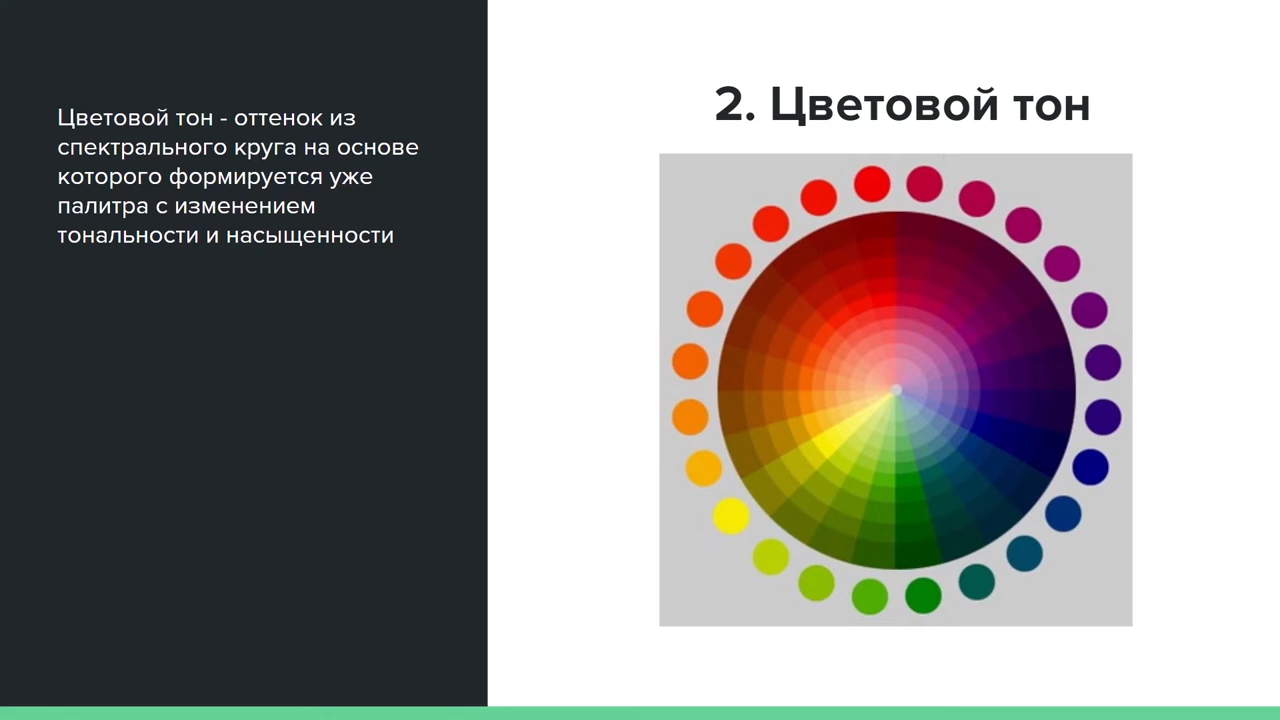 Цветовой тон - оттенок из
спектрального круга на основе
которого формируется уже
палитра с изменением
тональности и насыщенности
2. Цветовой тон